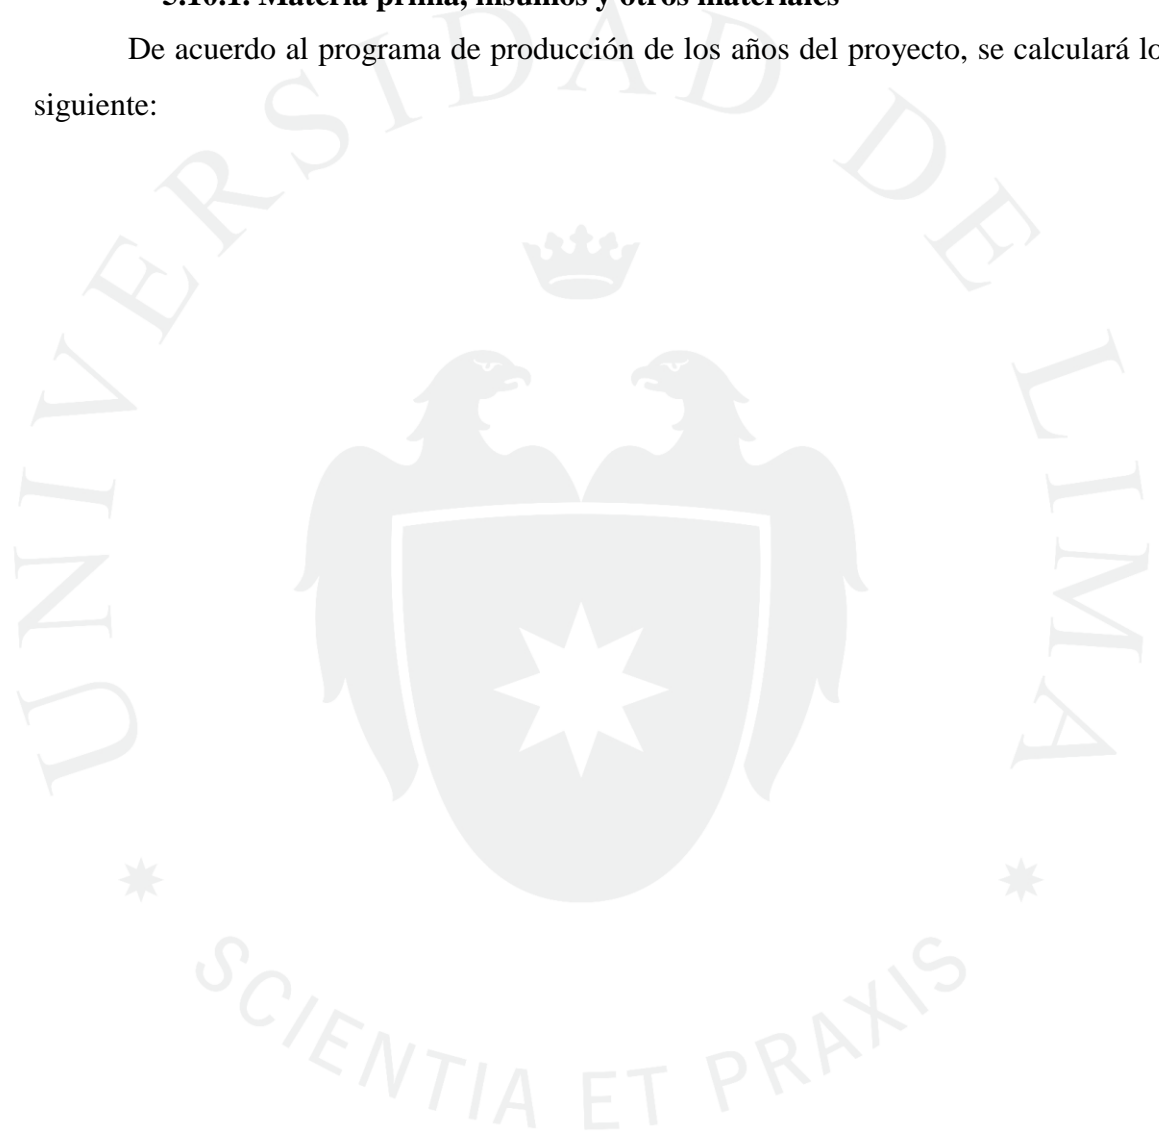 5.10.1. Materia prima, insumos y otros materiales
De acuerdo al programa de producción de los años del proyecto, se calculará lo
siguiente:
UNIVERSIDAD DE LIMA
SCIENTIA ET PRAXIS